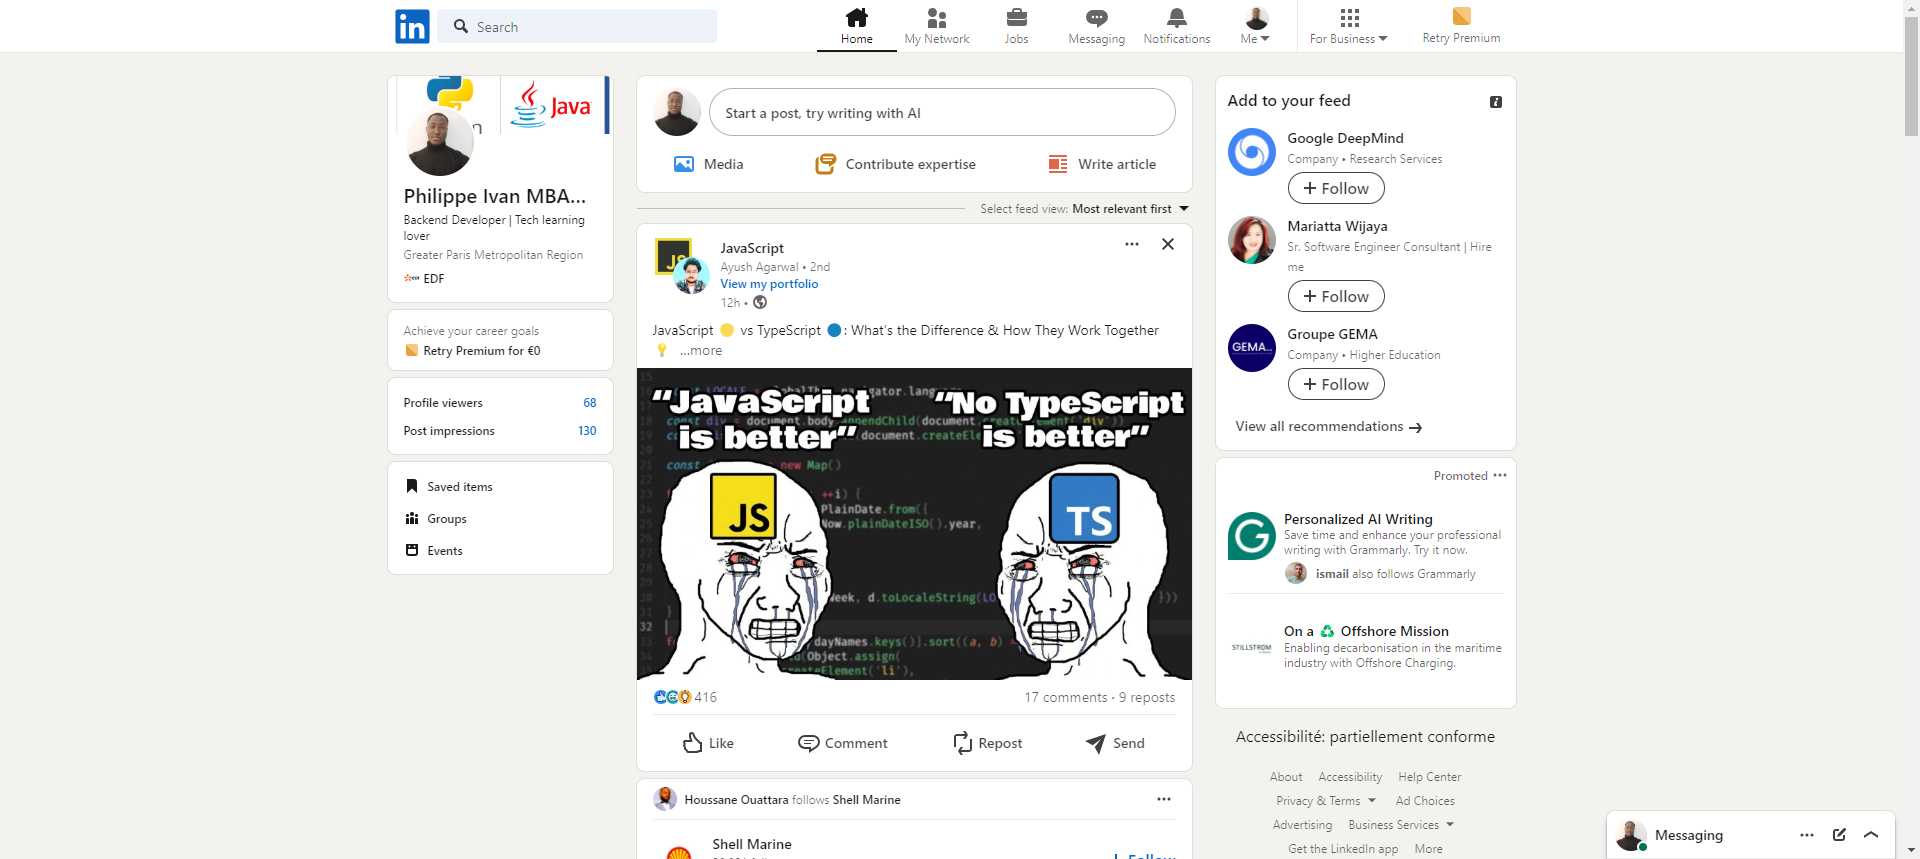 in
Search
Home
My Network
Jobs
Messaging
Notifications
Me
For Business
Retry Premium
Java
Philippe Ivan MBA...
Backend Developer | Tech learning
lover
Greater Paris Metropolitan Region
EDF
Achieve your career goals
Retry Premium for €0
Profile viewers 68
Post impressions 130
Saved items
Groups
Events
Start a post, try writing with AI
Media
Contribute expertise
Write article
Select feed view: Most relevant first
JavaScript
Ayush Agarwal • 2nd
View my portfolio
12h •
JavaScript 🟡 vs TypeScript 🔵: What's the Difference & How They Work Together
💡 ...more
“JavaScript
is better”
“No TypeScript
is better”
JS
TS
416
17 comments · 9 reposts
Like
Comment
Repost
Send
Houssane Ouattara follows Shell Marine
Shell Marine
Add to your feed
Google DeepMind
Company • Research Services
+ Follow
Mariatta Wijaya
Sr. Software Engineer Consultant | Hire
me
+ Follow
GEMA
Groupe GEMA
Company • Higher Education
+ Follow
View all recommendations →
Promoted
Personalized AI Writing
Save time and enhance your professional
writing with Grammarly. Try it now.
ismail also follows Grammarly
STILLSTROM
On a ♻ Offshore Mission
Enabling decarbonisation in the maritime
industry with Offshore Charging.
Accessibilité: partiellement conforme
About Accessibility Help Center
Privacy & Terms Ad Choices
Advertising Business Services
Get the LinkedIn app More
Messaging